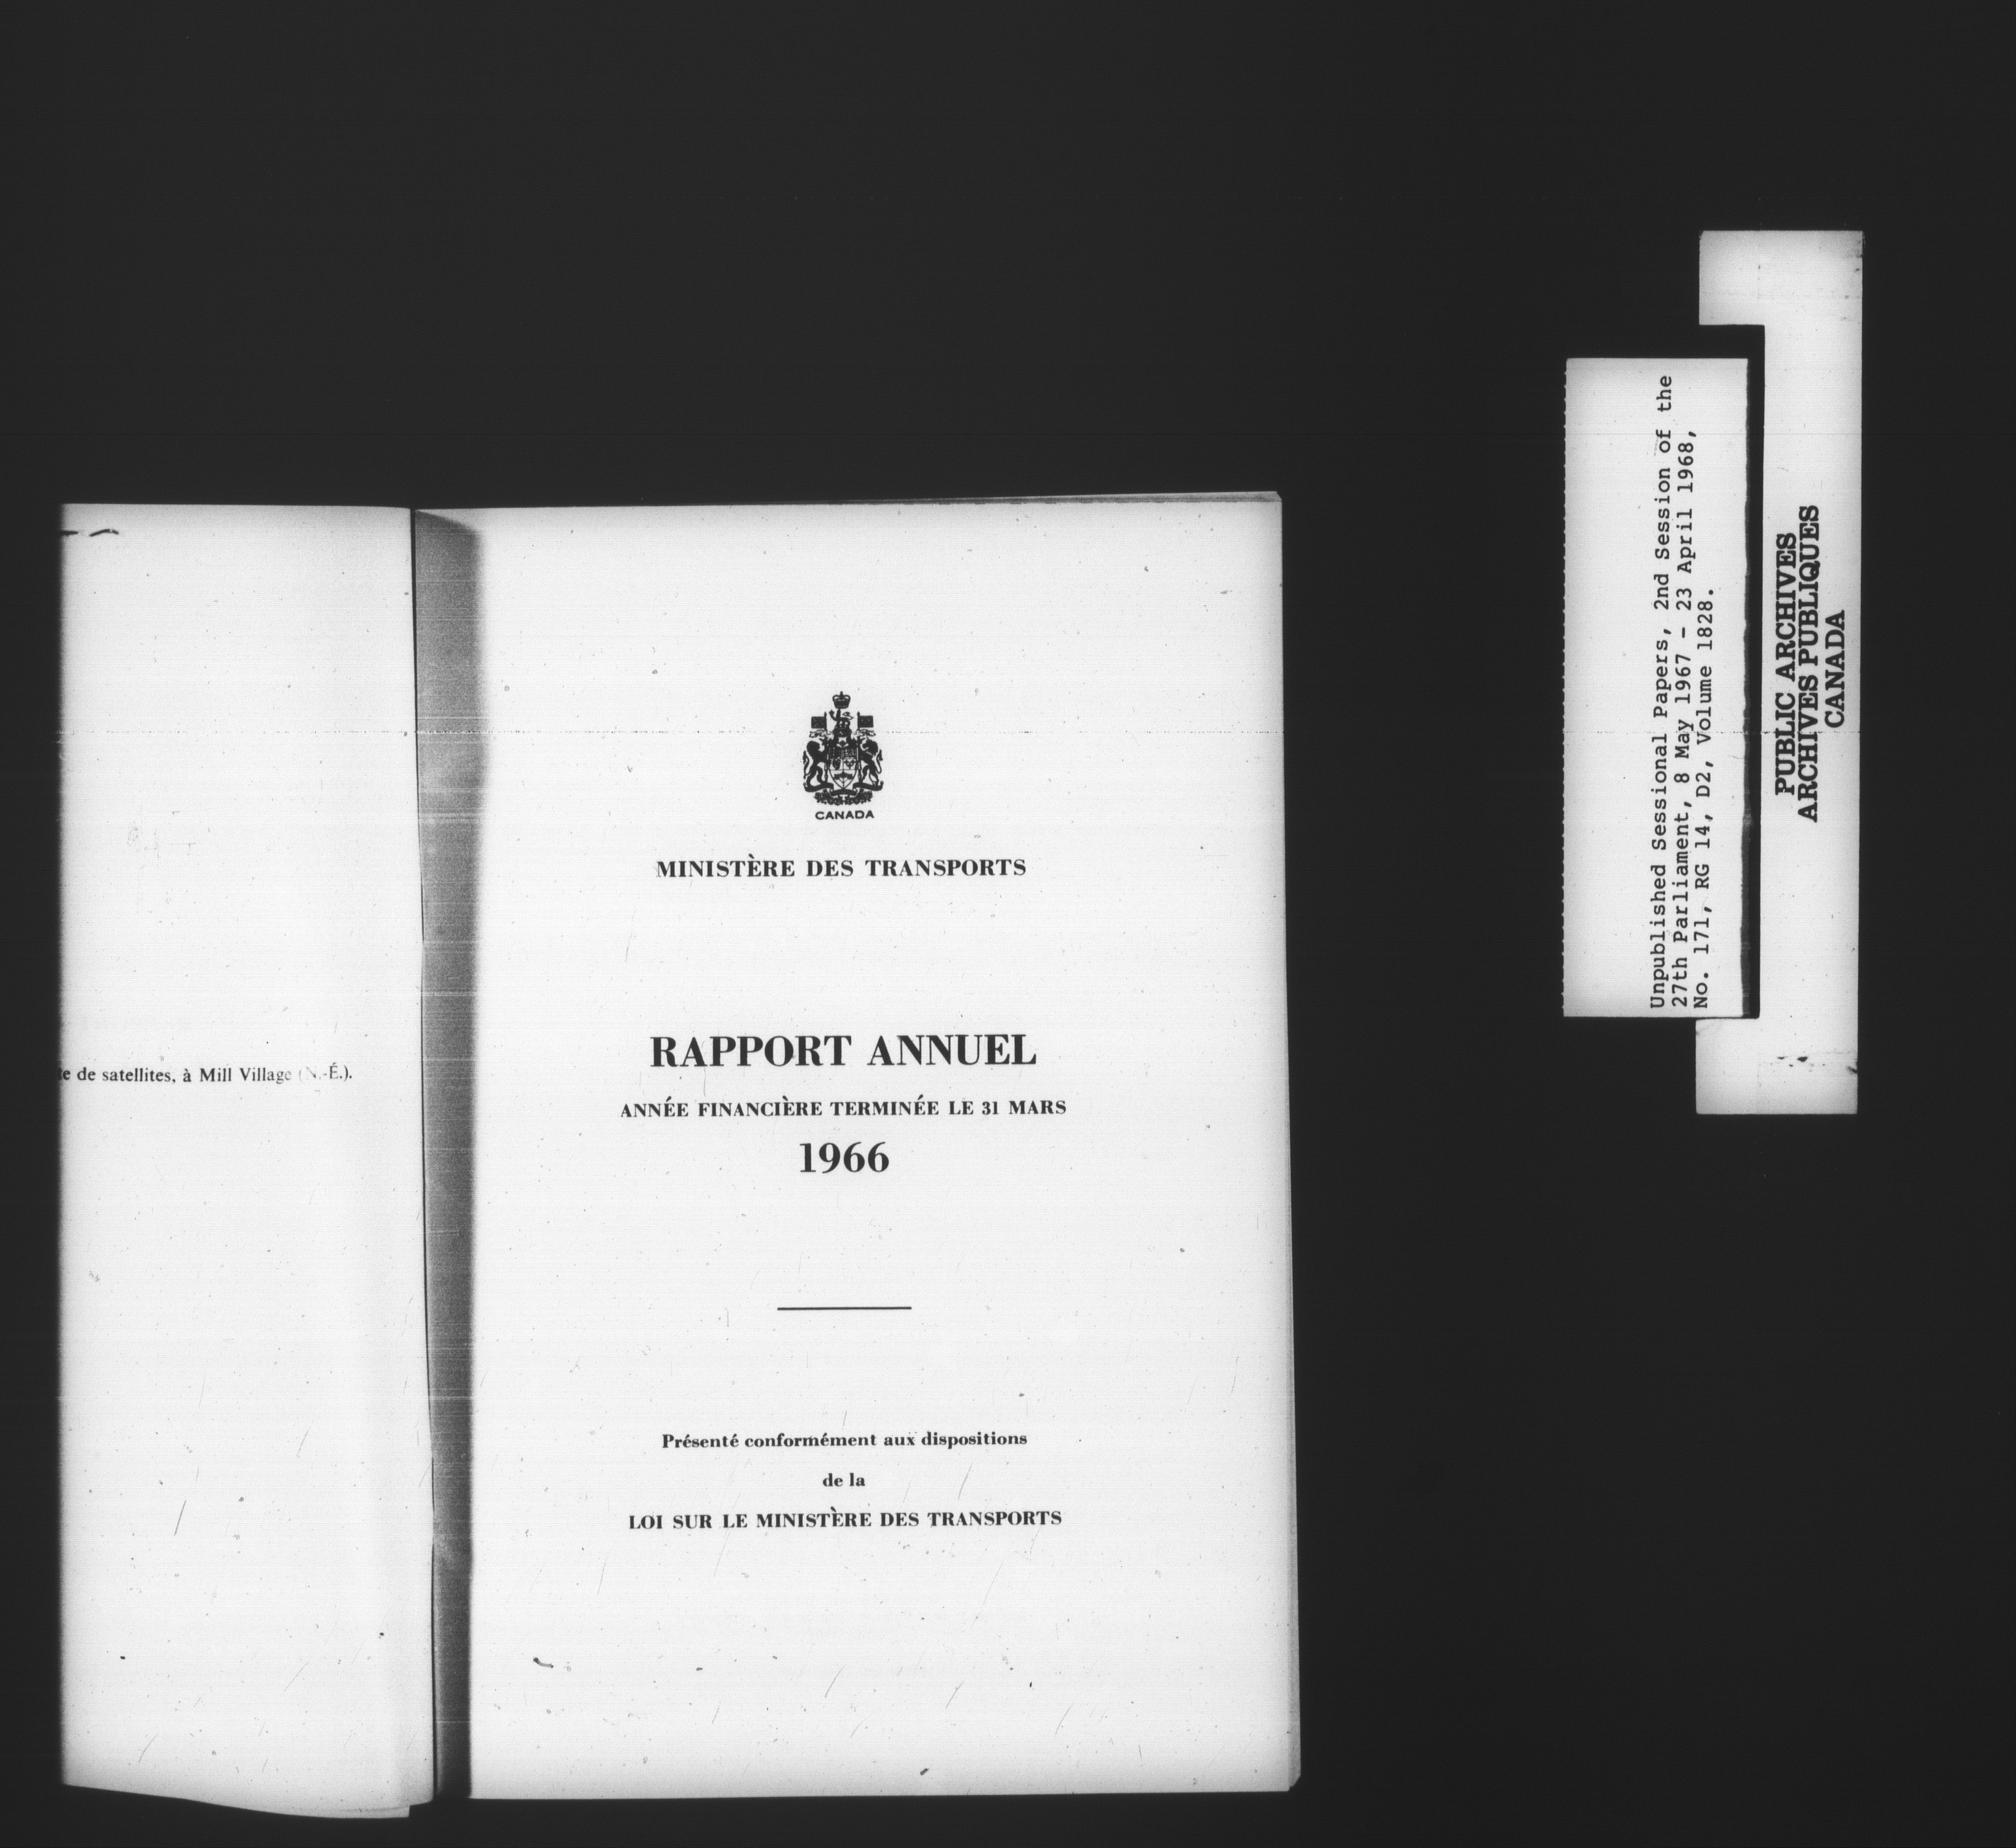 de satellites, à Mill Village (N.-É.).
CANADA
MINISTÈRE DES TRANSPORTS
RAPPORT ANNUEL
ANNÉE FINANCIÈRE TERMINÉE LE 31 MARS
1966
Présenté conformément aux dispositions
de la
LOI SUR LE MINISTÈRE DES TRANSPORTS
Unpublished Sessional Papers, 2nd Session of the
27th Parliament, 8 May 1967 - 23 April 1968,
No. 171, RG 14, D2, Volume 1828.
PUBLIC ARCHIVES
ARCHIVES PUBLIQUES
CANADA